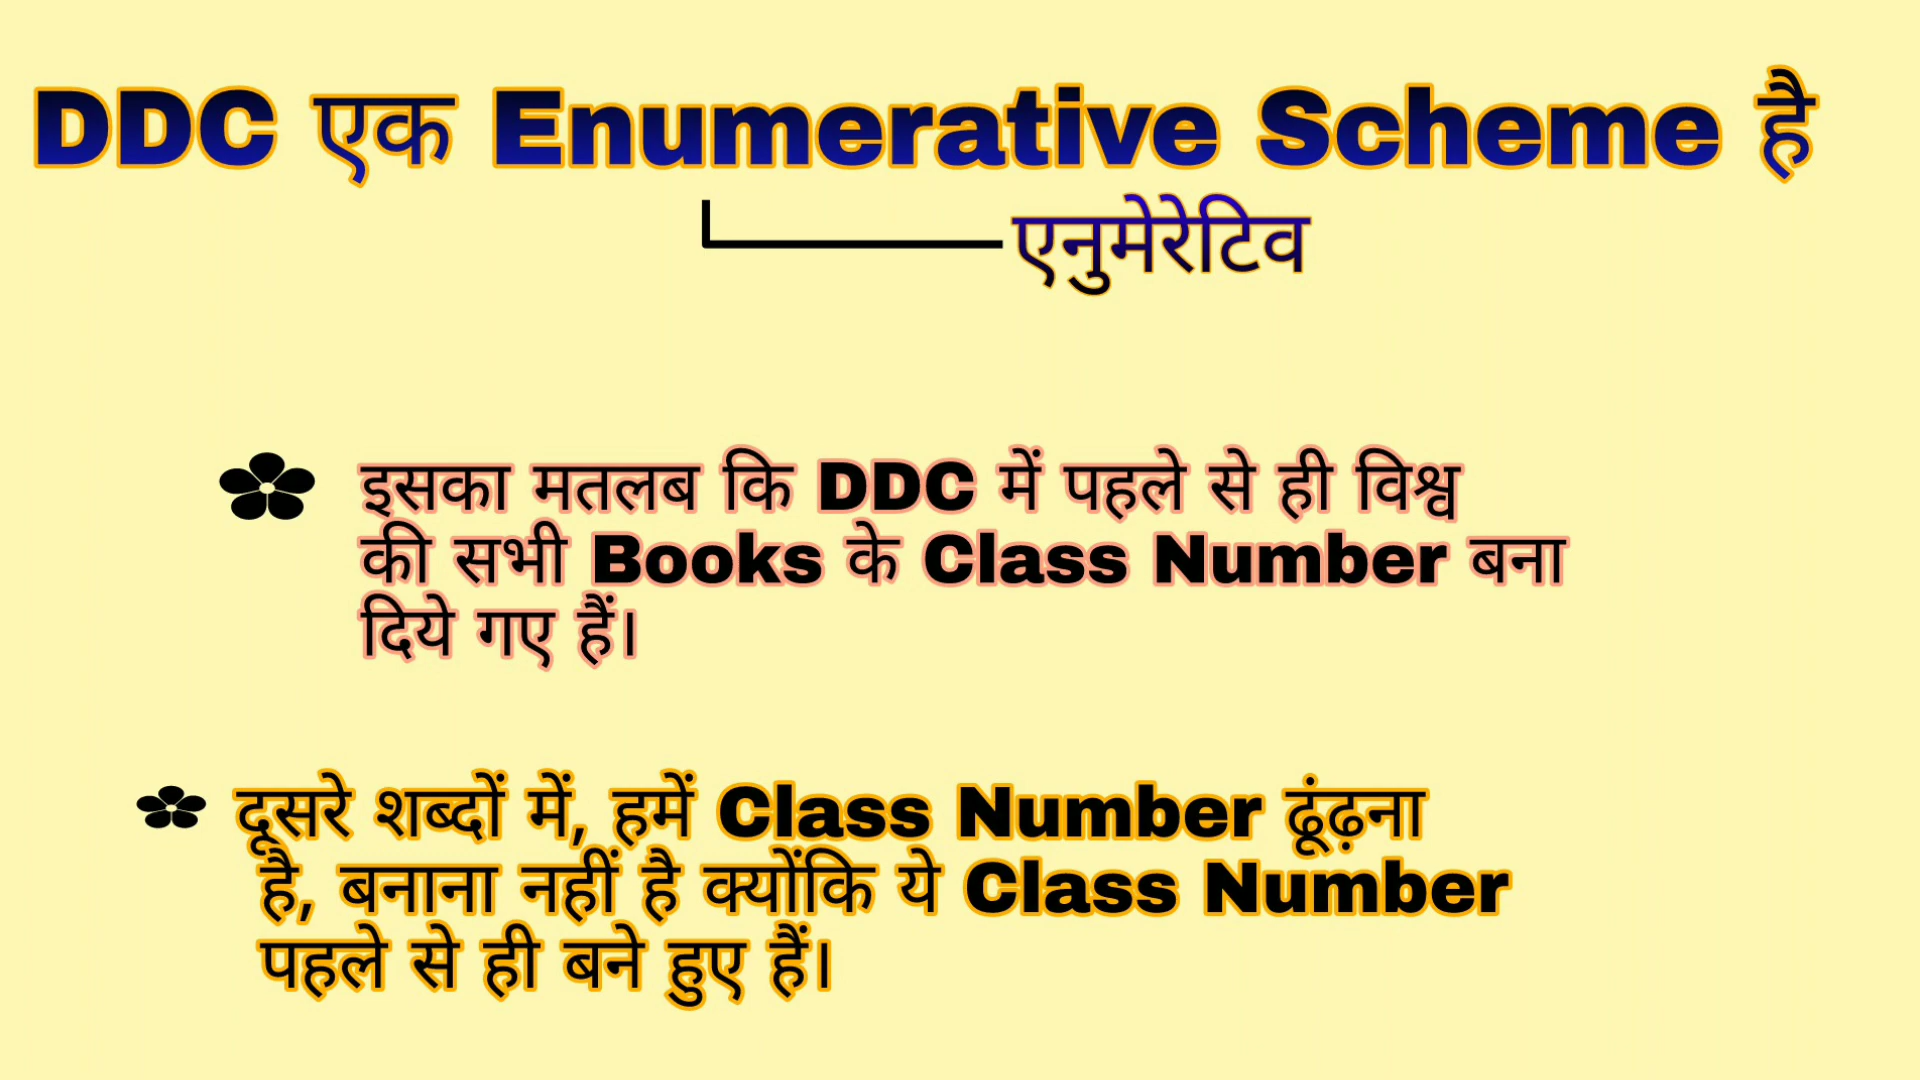 DDC एक Enumerative Scheme है
एनुमेरेटिव
इसका मतलब कि DDC में पहले से ही विश्व
की सभी Books के Class Number बना
दिये गए हैं।
दूसरे शब्दों में, हमें Class Number ढूंढ़ना
है, बनाना नहीं है क्योंकि ये Class Number
पहले से ही बने हुए हैं।